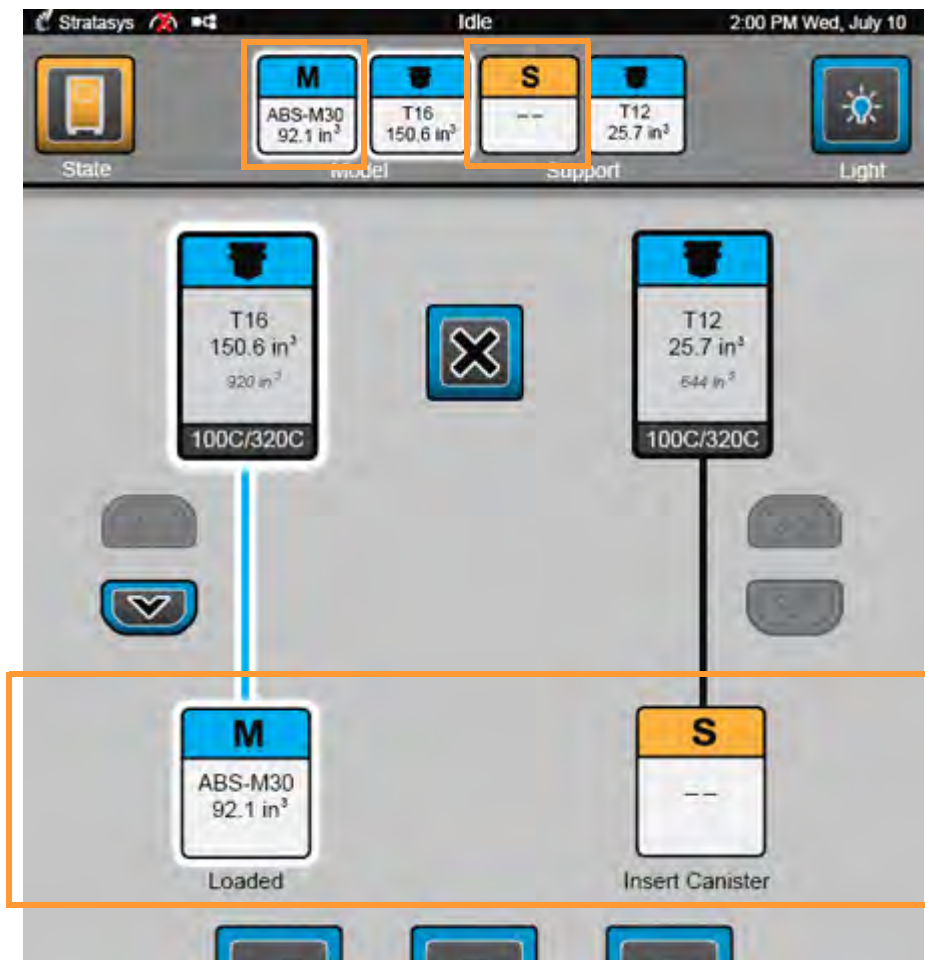 Stratasys
Idle
2:00 PM Wed, July 10
M
ABS-M30
92.1 in³
T16
150.6 in³
S
--
T12
25.7 in³
State
Model
Support
Light
T16
150.6 in³
920 in³
100C/320C
T12
25.7 in³
644 in³
100C/320C
M
ABS-M30
92.1 in³
Loaded
S
--
Insert Canister